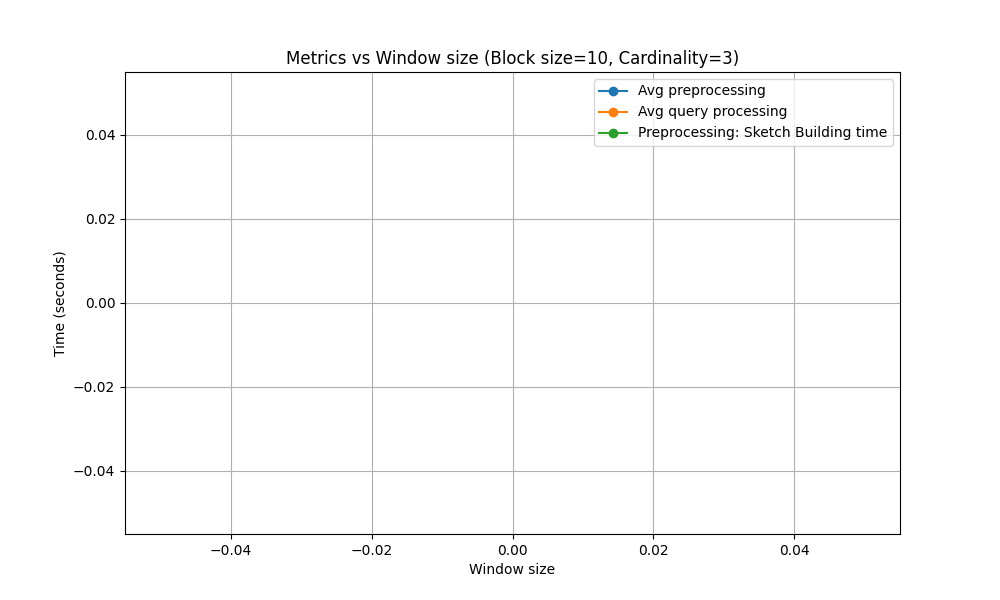 Metrics vs Window size (Block size=10, Cardinality=3)
Avg preprocessing
Avg query processing
Preprocessing: Sketch Building time
0.04
0.02
0.00
−0.02
−0.04
Time (seconds)
−0.04 −0.02 0.00 0.02 0.04
Window size